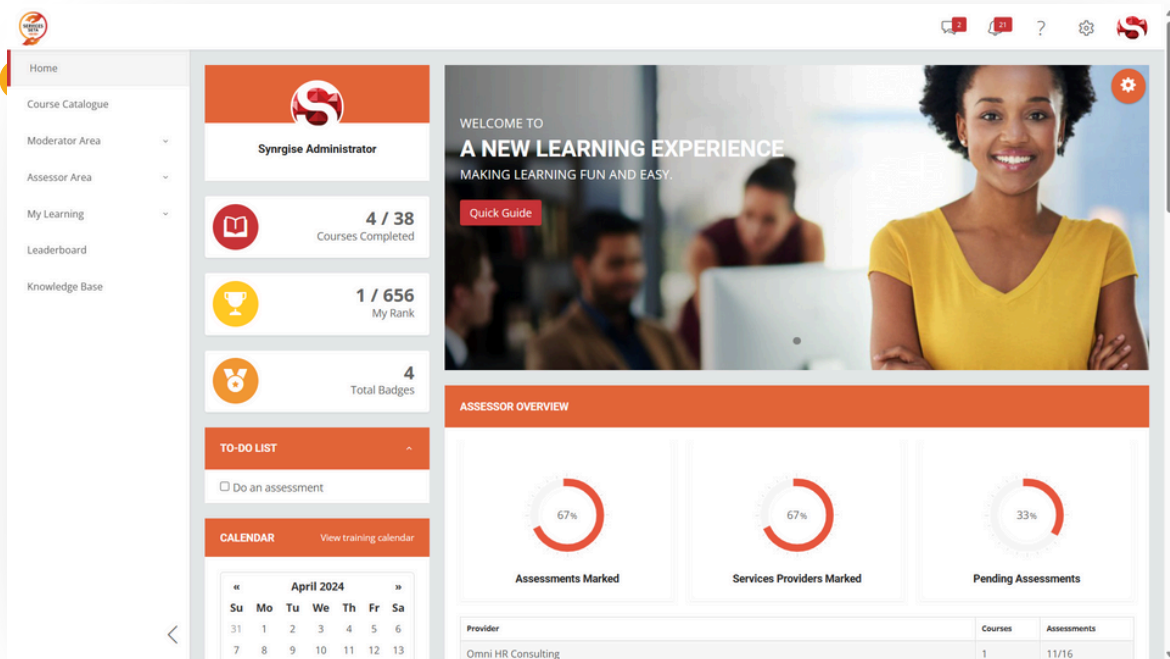 SERVICES
SETA
2
21
?
Home
Course Catalogue
Moderator Area
Assessor Area
My Learning
Leaderboard
Knowledge Base
Synrgise Administrator
4 / 38
Courses Completed
1 / 656
My Rank
4
Total Badges
TO-DO LIST
Do an assessment
CALENDAR View training calendar
« April 2024 »
Su Mo Tu We Th Fr Sa
31 1 2 3 4 5 6
7 8 9 10 11 12 13
WELCOME TO
A NEW LEARNING EXPERIENCE
MAKING LEARNING FUN AND EASY.
Quick Guide
ASSESSOR OVERVIEW
67% 67% 33%
Assessments Marked Services Providers Marked Pending Assessments
Provider Courses Assessments
Omni HR Consulting 1 11/16